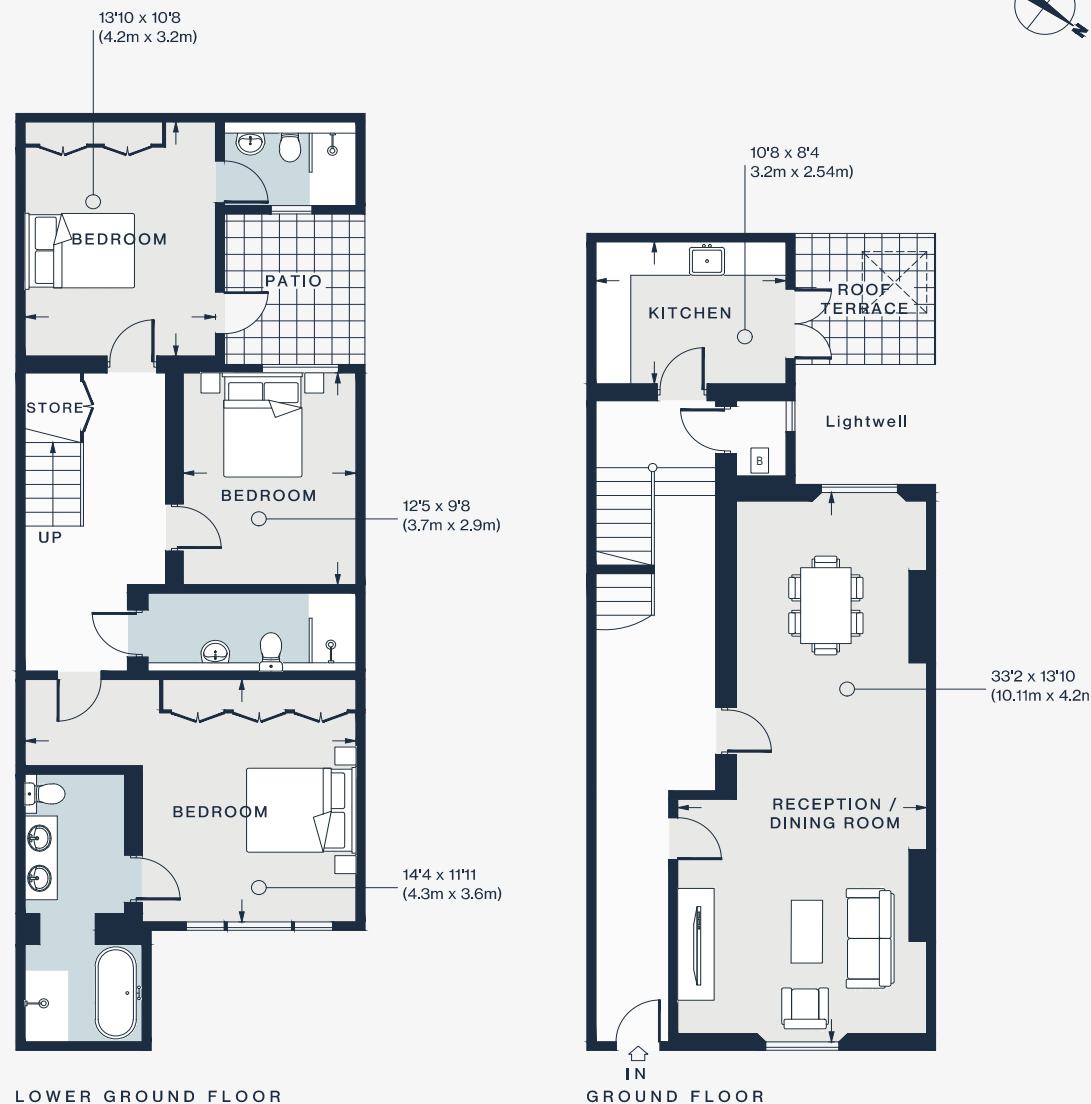 13'10 x 10'8
(4.2m x 3.2m)
N
BEDROOM
PATIO
STORE
UP
BEDROOM
12'5 x 9'8
(3.7m x 2.9m)
BEDROOM
14'4 x 11'11
(4.3m x 3.6m)
LOWER GROUND FLOOR
10'8 x 8'4
3.2m x 2.54m)
KITCHEN
ROOF
TERRACE
Lightwell
B
33'2 x 13'10
(10.11m x 4.2m
RECEPTION /
DINING ROOM
IN
GROUND FLOOR